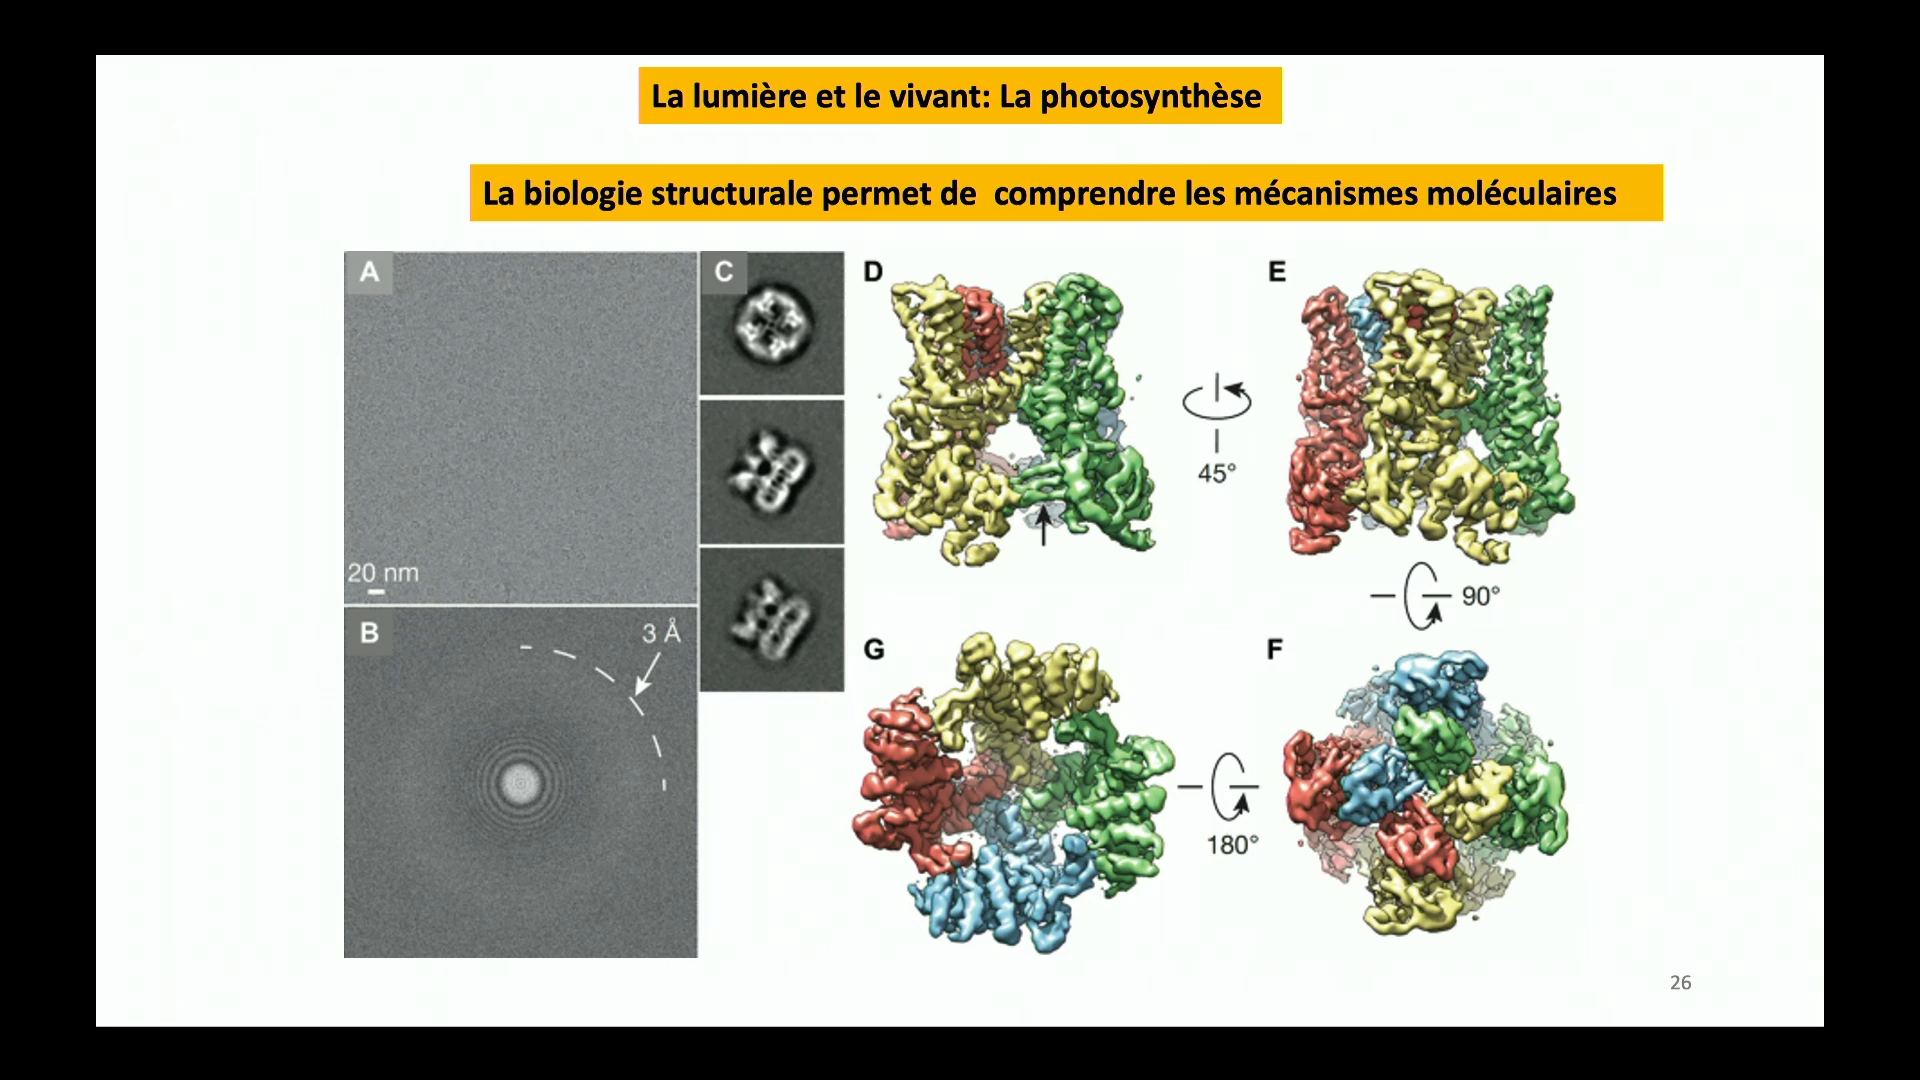 La lumière et le vivant: La photosynthèse
La biologie structurale permet de  comprendre les mécanismes moléculaires
A
C
D
E
45°
20 nm
90°
B
3 Å
G
F
180°
26